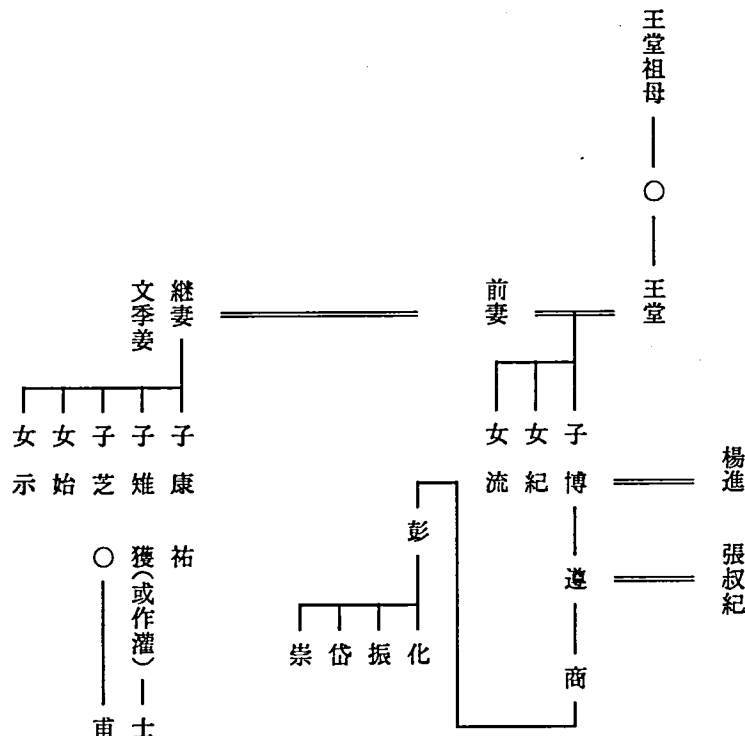 王堂祖母
○
王堂
前妻
継妻
文季姜
楊進
子博
女紀
女流
子康
子雉
子芝
女始
女示
張叔紀
遵
彭
祐
獲(或作灌)
○
商
化
振
岱
崇
士
甫